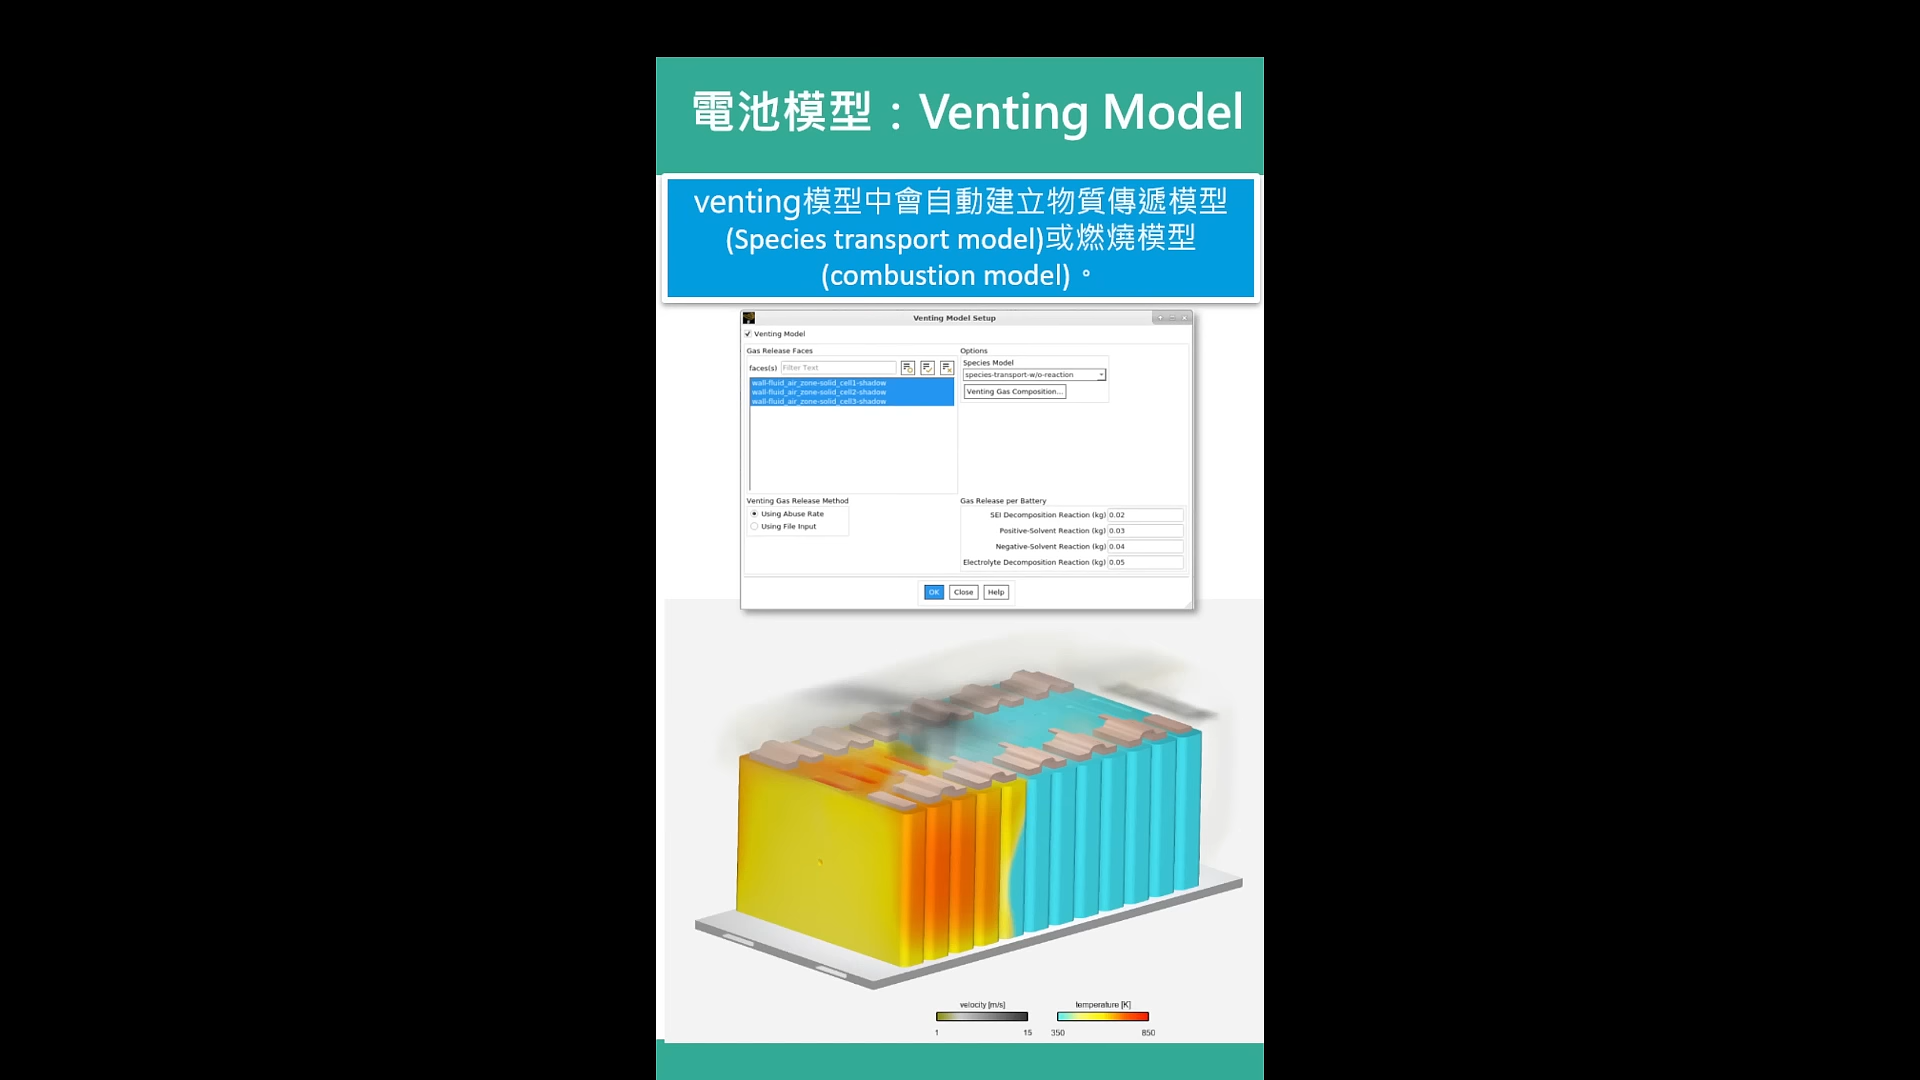 電池模型：Venting Model
venting模型中會自動建立物質傳遞模型
(Species transport model)或燃燒模型
(combustion model)。
Venting Model Setup
Venting Model
Gas Release Faces
faces(s) Filter Text
wall-fluid_air_zone-solid_cell1-shadow
wall-fluid_air_zone-solid_cell2-shadow
wall-fluid_air_zone-solid_cell3-shadow
Options
Species Model
species-transport-w/o-reaction
Venting Gas Composition...
Venting Gas Release Method
Using Abuse Rate
Using File Input
Gas Release per Battery
SEI Decomposition Reaction (kg) 0.02
Positive-Solvent Reaction (kg) 0.03
Negative-Solvent Reaction (kg) 0.04
Electrolyte Decomposition Reaction (kg) 0.05
OK Close Help
velocity [m/s]
1 15
temperature [K]
350 850